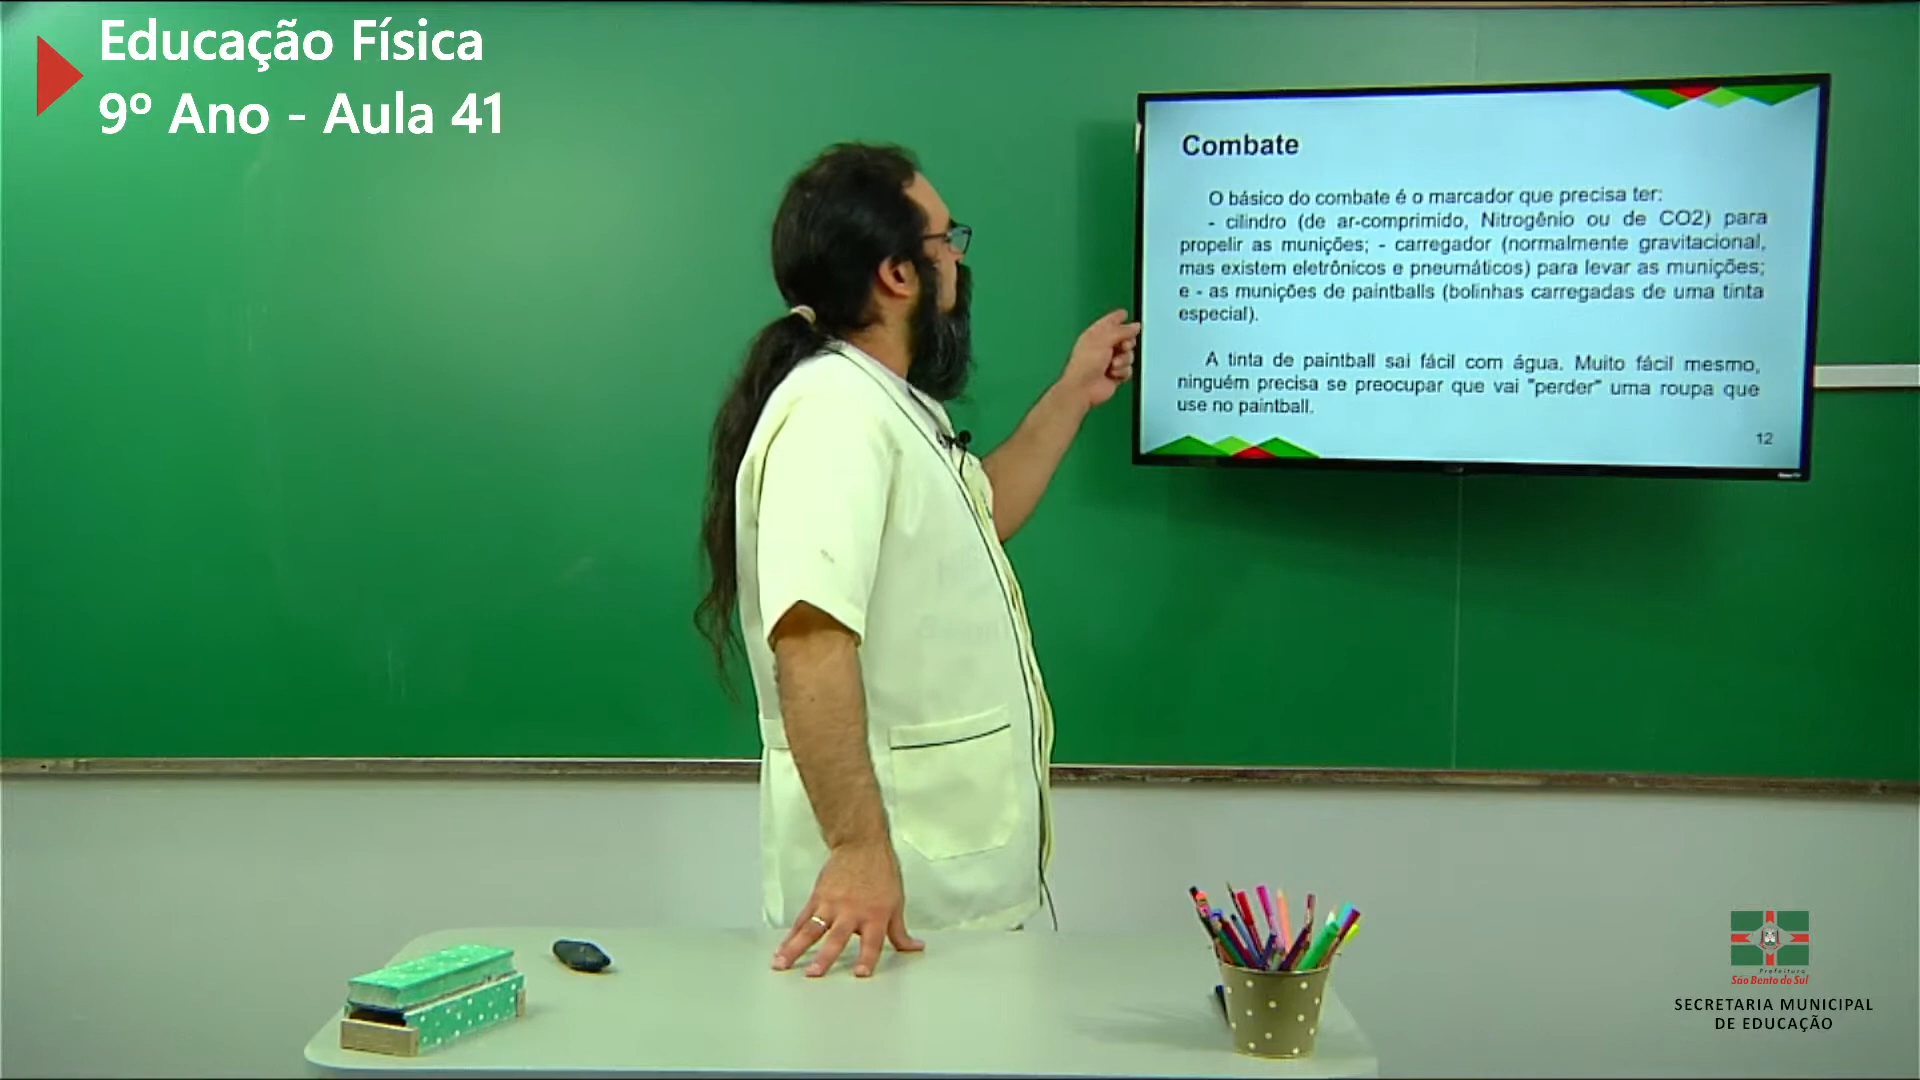 Educação Física
9º Ano - Aula 41
Combate
O básico do combate é o marcador que precisa ter:
- cilindro (de ar-comprimido, Nitrogênio ou de CO2) para
propelir as munições; - carregador (normalmente gravitacional,
mas existem eletrônicos e pneumáticos) para levar as munições;
e - as munições de paintballs (bolinhas carregadas de uma tinta
especial).
A tinta de paintball sai fácil com água. Muito fácil mesmo,
ninguém precisa se preocupar que vai "perder" uma roupa que
use no paintball.
12
Prefeitura
São Bento do Sul
SECRETARIA MUNICIPAL
DE EDUCAÇÃO